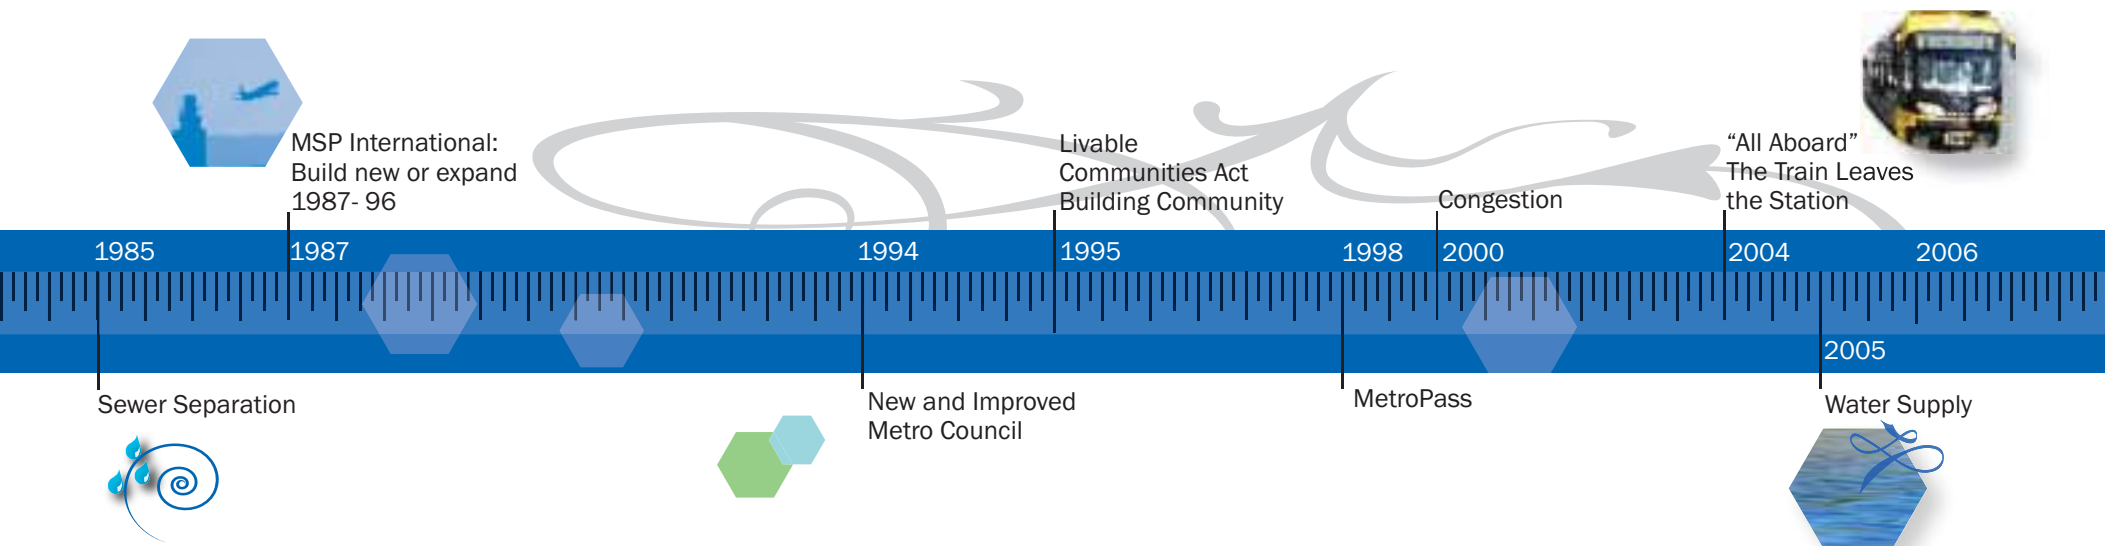 MSP International:
Build new or expand
1987- 96
Livable
Communities Act
Building Community
Congestion
“All Aboard”
The Train Leaves
the Station
1985
1987
1994
1995
1998
2000
2004
2006
2005
Sewer Separation
New and Improved
Metro Council
MetroPass
Water Supply